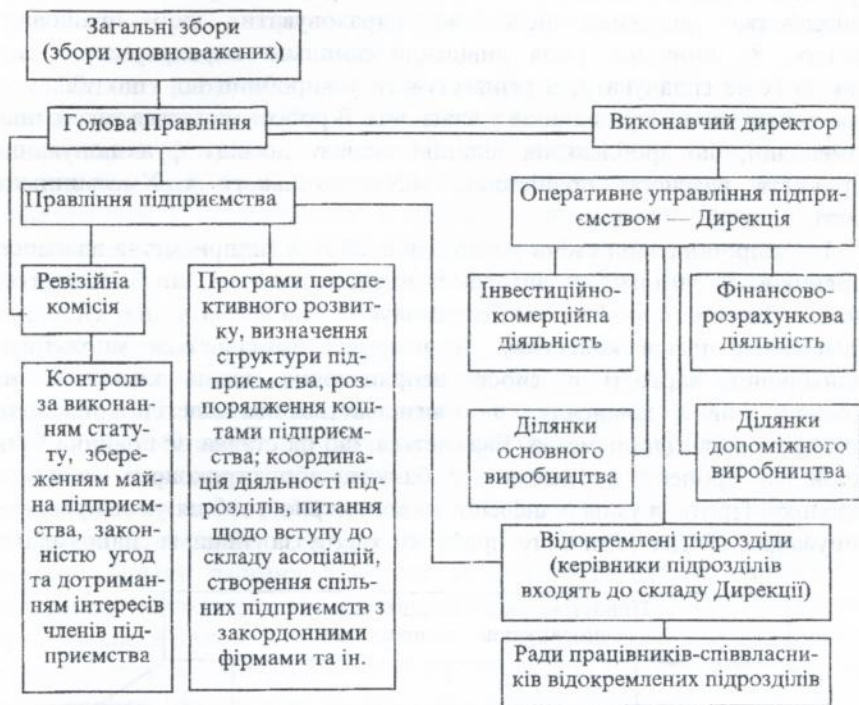 Загальні збори
(збори уповноважених)
Голова Правління
Виконавчий директор
Правління підприємства
Оперативне управління підпри-
ємством — Дирекція
Ревізійна
комісія
Програми перспе-
ктивного розвит-
ку, визначення
структури під-
приємства, роз-
порядження кош-
тами підприєм-
ства, координа-
ція діяльності під-
розділів, питання
щодо вступу до
складу асоціацій,
створення спіль-
них підприємств з
закордонними
фірмами та ін.
Контроль
за виконан-
ням стату-
ту, збере-
женням май-
на підприєм
ства, закон-
ністю угод
та дотриман-
ням інтересів
членів під-
приємства
Інвестиційно-
комерційна
діяльність
Фінансово-
розрахункова
діяльність
Ділянки
основного
виробництва
Ділянки
допоміжного
виробництва
Відокремлені підрозділи
(керівники підрозділів
входять до складу Дирекції)
Ради працівників-співвласни-
ків відокремлених підрозділів